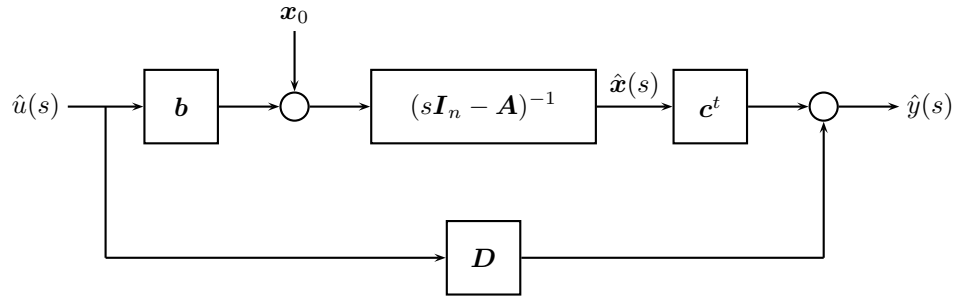 𝒙₀
û(s)
𝒃
(s𝑰ₙ − 𝑨)⁻¹
𝒙̂(s)
𝒄ᵗ
ŷ(s)
𝑫